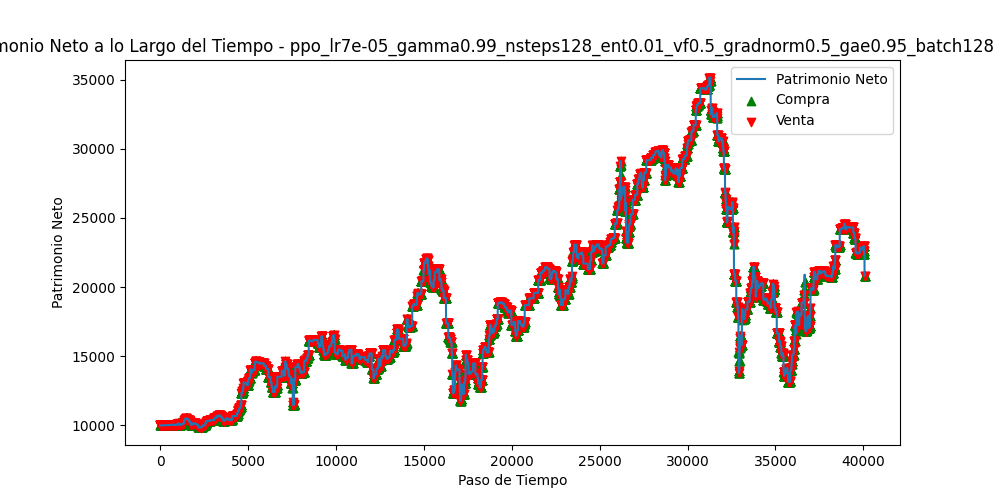 monio Neto a lo Largo del Tiempo - ppo_lr7e-05_gamma0.99_nsteps128_ent0.01_vf0.5_gradnorm0.5_gae0.95_batch128
35000
30000
25000
20000
15000
10000
Patrimonio Neto
Patrimonio Neto
Compra
Venta
0
5000
10000
15000
20000
25000
30000
35000
40000
Paso de Tiempo